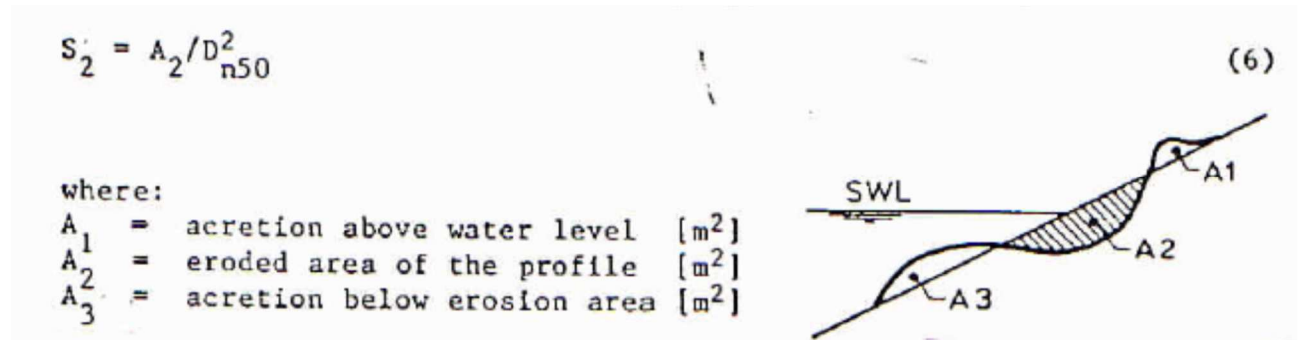 S₂ = A₂/D²n50 (6)
where:
A₁ = acretion above water level [m²]
A₂ = eroded area of the profile [m²]
A₃ = acretion below erosion area [m²]
SWL
A1
A2
A3